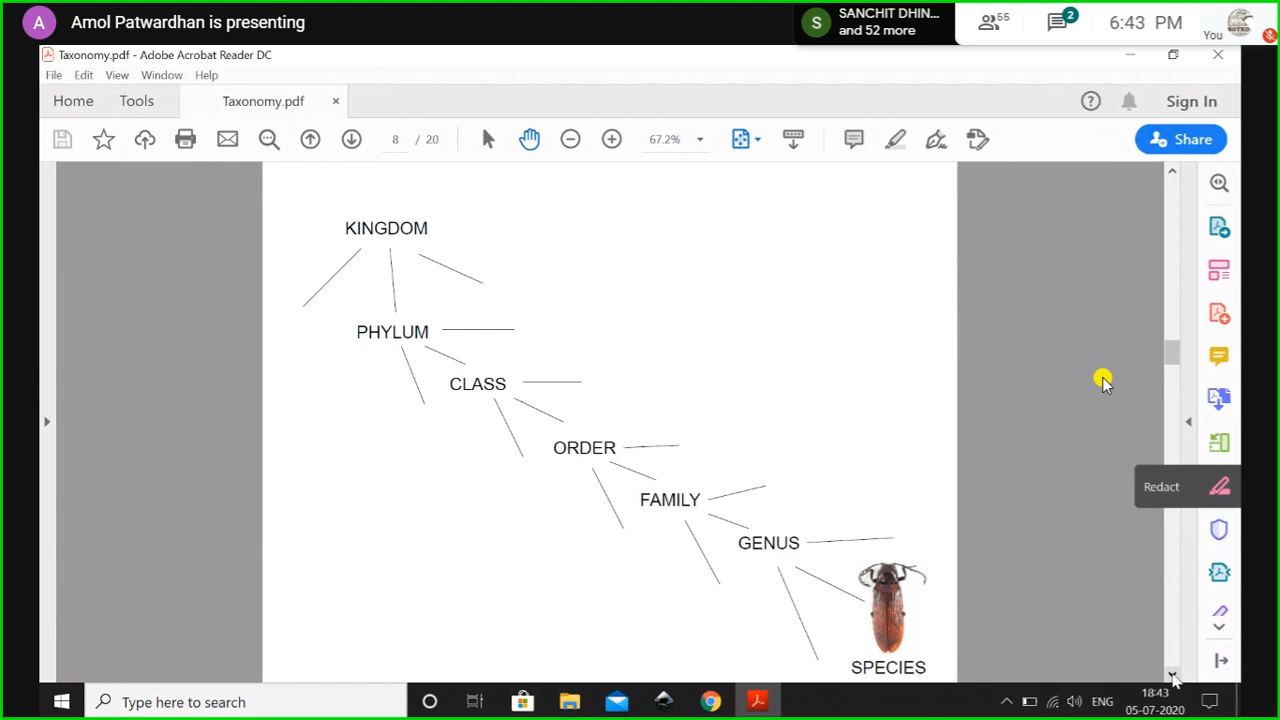 A Amol Patwardhan is presenting
S SANCHIT DHIN...
and 52 more
55
2
6:43 PM
You
Taxonomy.pdf - Adobe Acrobat Reader DC
File Edit View Window Help
Home Tools Taxonomy.pdf × Sign In
8 / 20 67.2% Share
KINGDOM
PHYLUM
CLASS
ORDER
FAMILY
Redact
GENUS
SPECIES
Type here to search
ENG
18:43
05-07-2020